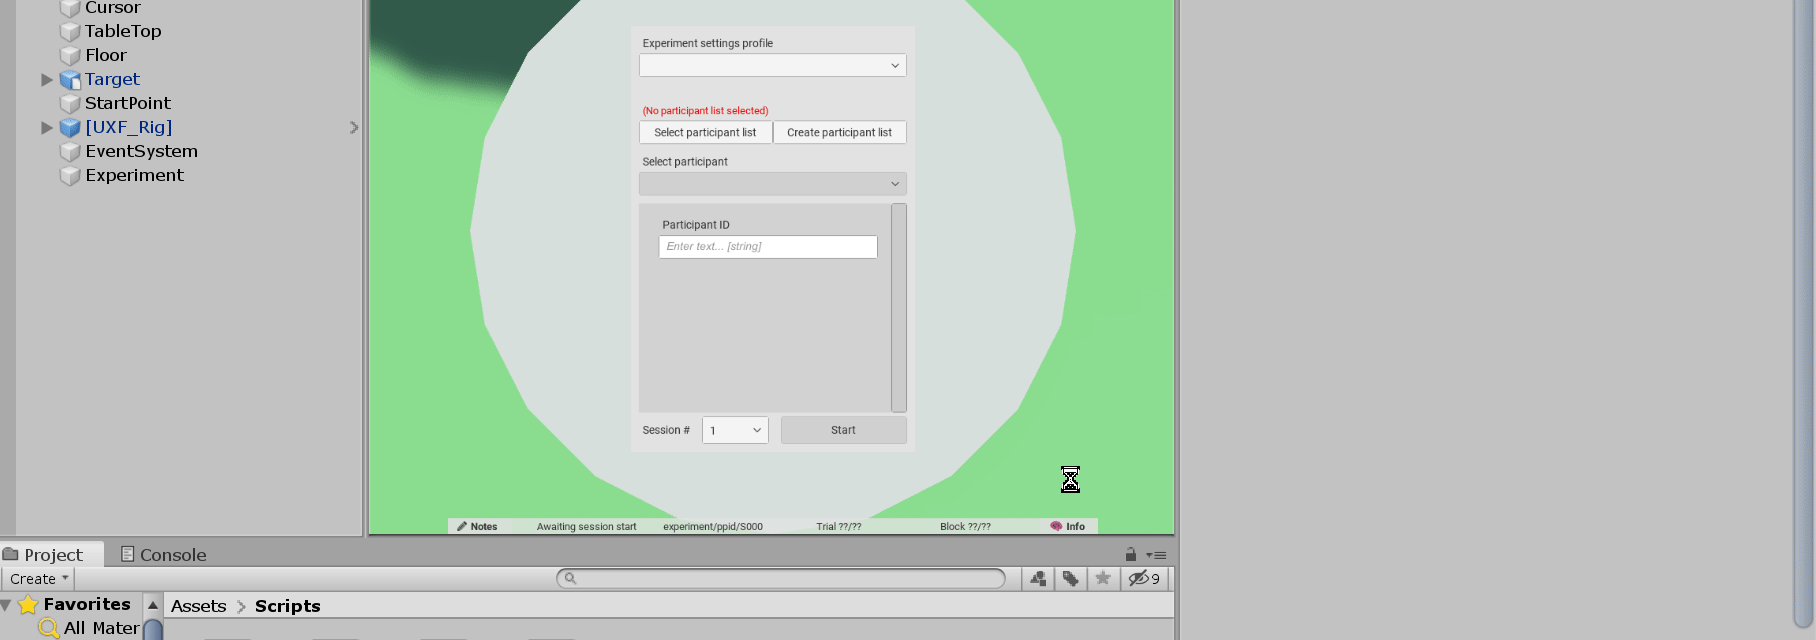 Cursor
TableTop
Floor
Target
StartPoint
[UXF_Rig]
EventSystem
Experiment
Experiment settings profile
(No participant list selected)
Select participant list
Create participant list
Select participant
Participant ID
Enter text... [string]
Session #
1
Start
Notes
Awaiting session start
experiment/ppid/S000
Trial ??/??
Block ??/??
Info
Project
Console
Create
9
Favorites
All Mater
Assets > Scripts